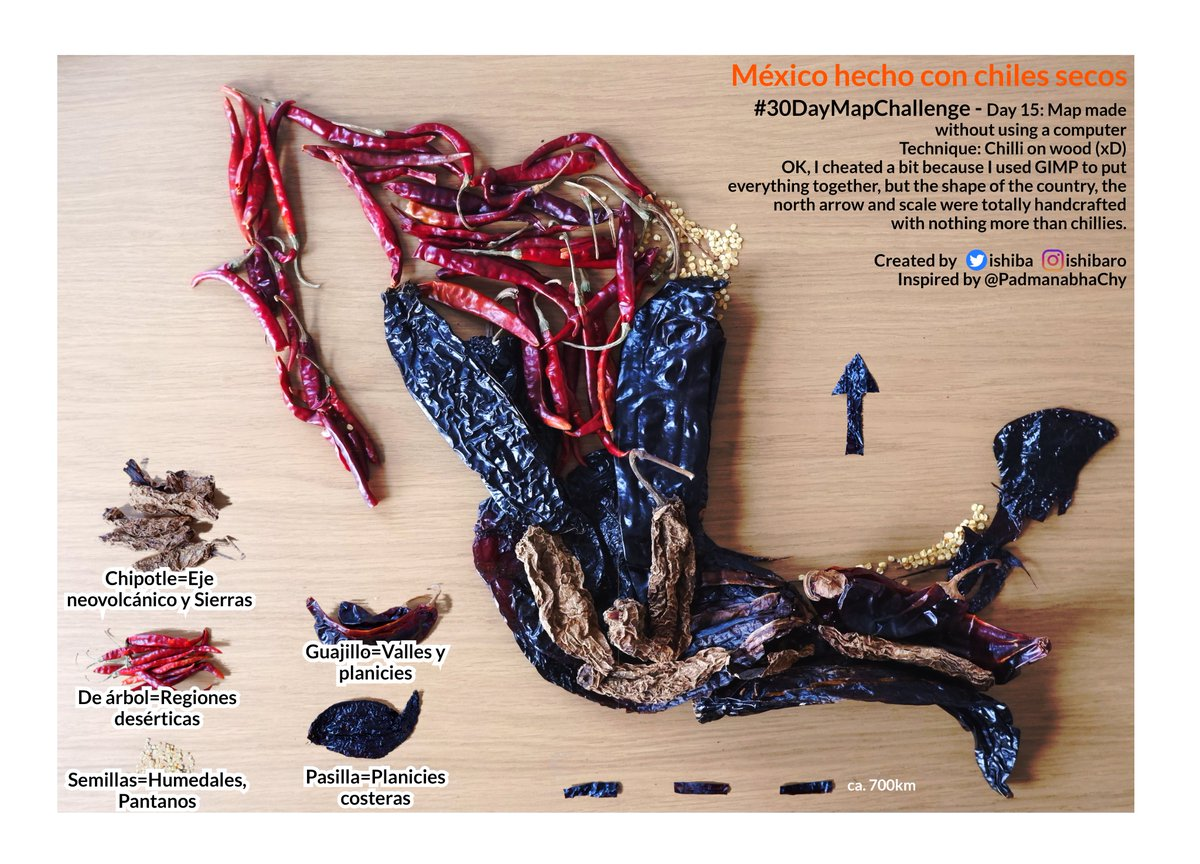 México hecho con chiles secos
#30DayMapChallenge - Day 15: Map made
without using a computer
Technique: Chilli on wood (xD)
OK, I cheated a bit because I used GIMP to put
everything together, but the shape of the country, the
north arrow and scale were totally handcrafted
with nothing more than chillies.
Created by ishiba ishibaro
Inspired by @PadmanabhaChy
Chipotle=Eje
neovolcánico y Sierras
De árbol=Regiones
desérticas
Semillas=Humedales,
Pantanos
Guajillo=Valles y
planicies
Pasilla=Planicies
costeras
ca. 700km